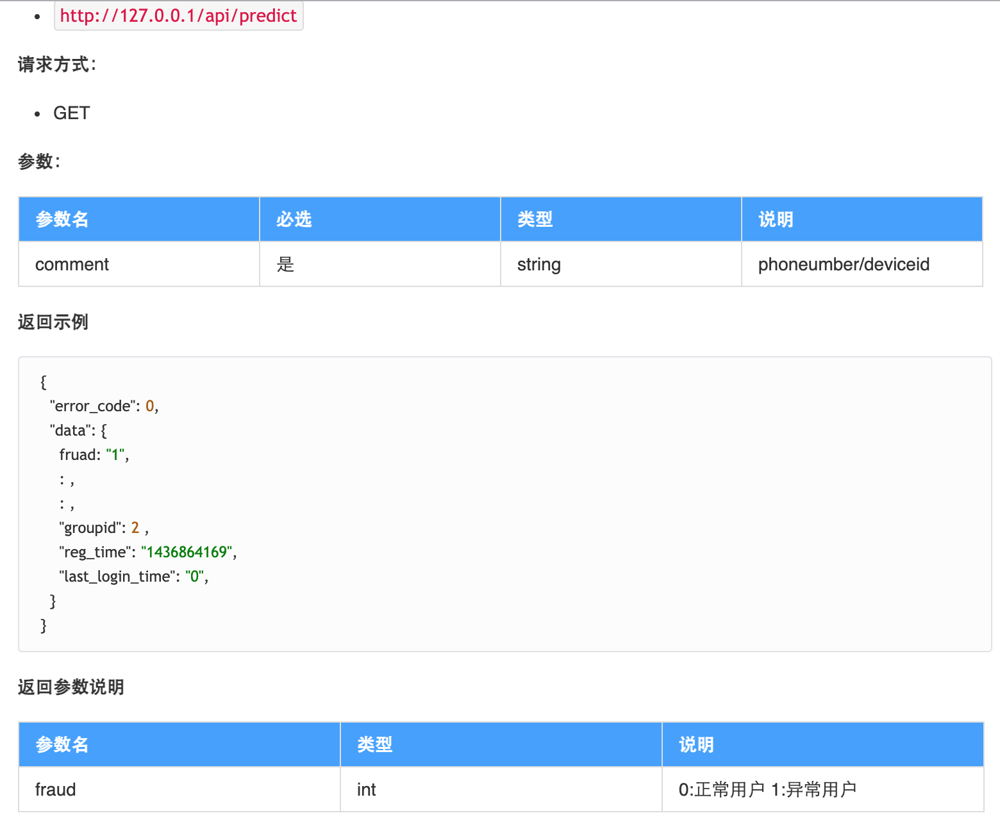 http://127.0.0.1/api/predict
请求方式：
GET
参数：
参数名 必选 类型 说明
comment 是 string phoneumber/deviceid
返回示例
{
"error_code": 0,
"data": {
fruad: "1",
: ,
: ,
"groupid": 2 ,
"reg_time": "1436864169",
"last_login_time": "0",
}
}
返回参数说明
参数名 类型 说明
fraud int 0:正常用户 1:异常用户